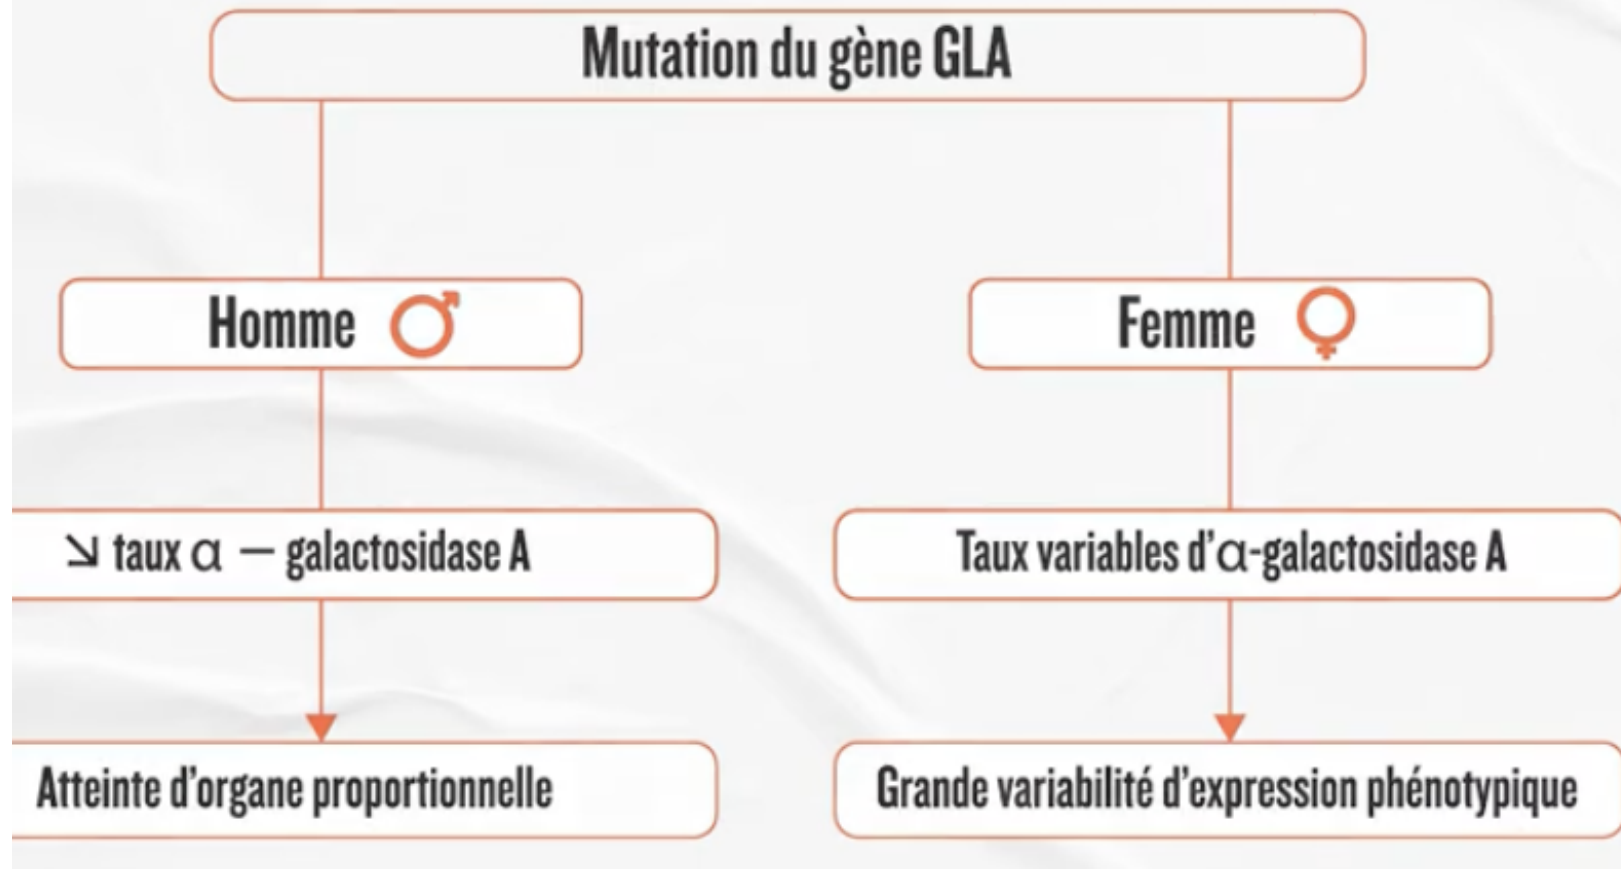 Mutation du gène GLA
Homme
Femme
↘ taux α – galactosidase A
Taux variables d'α-galactosidase A
Atteinte d'organe proportionnelle
Grande variabilité d'expression phénotypique